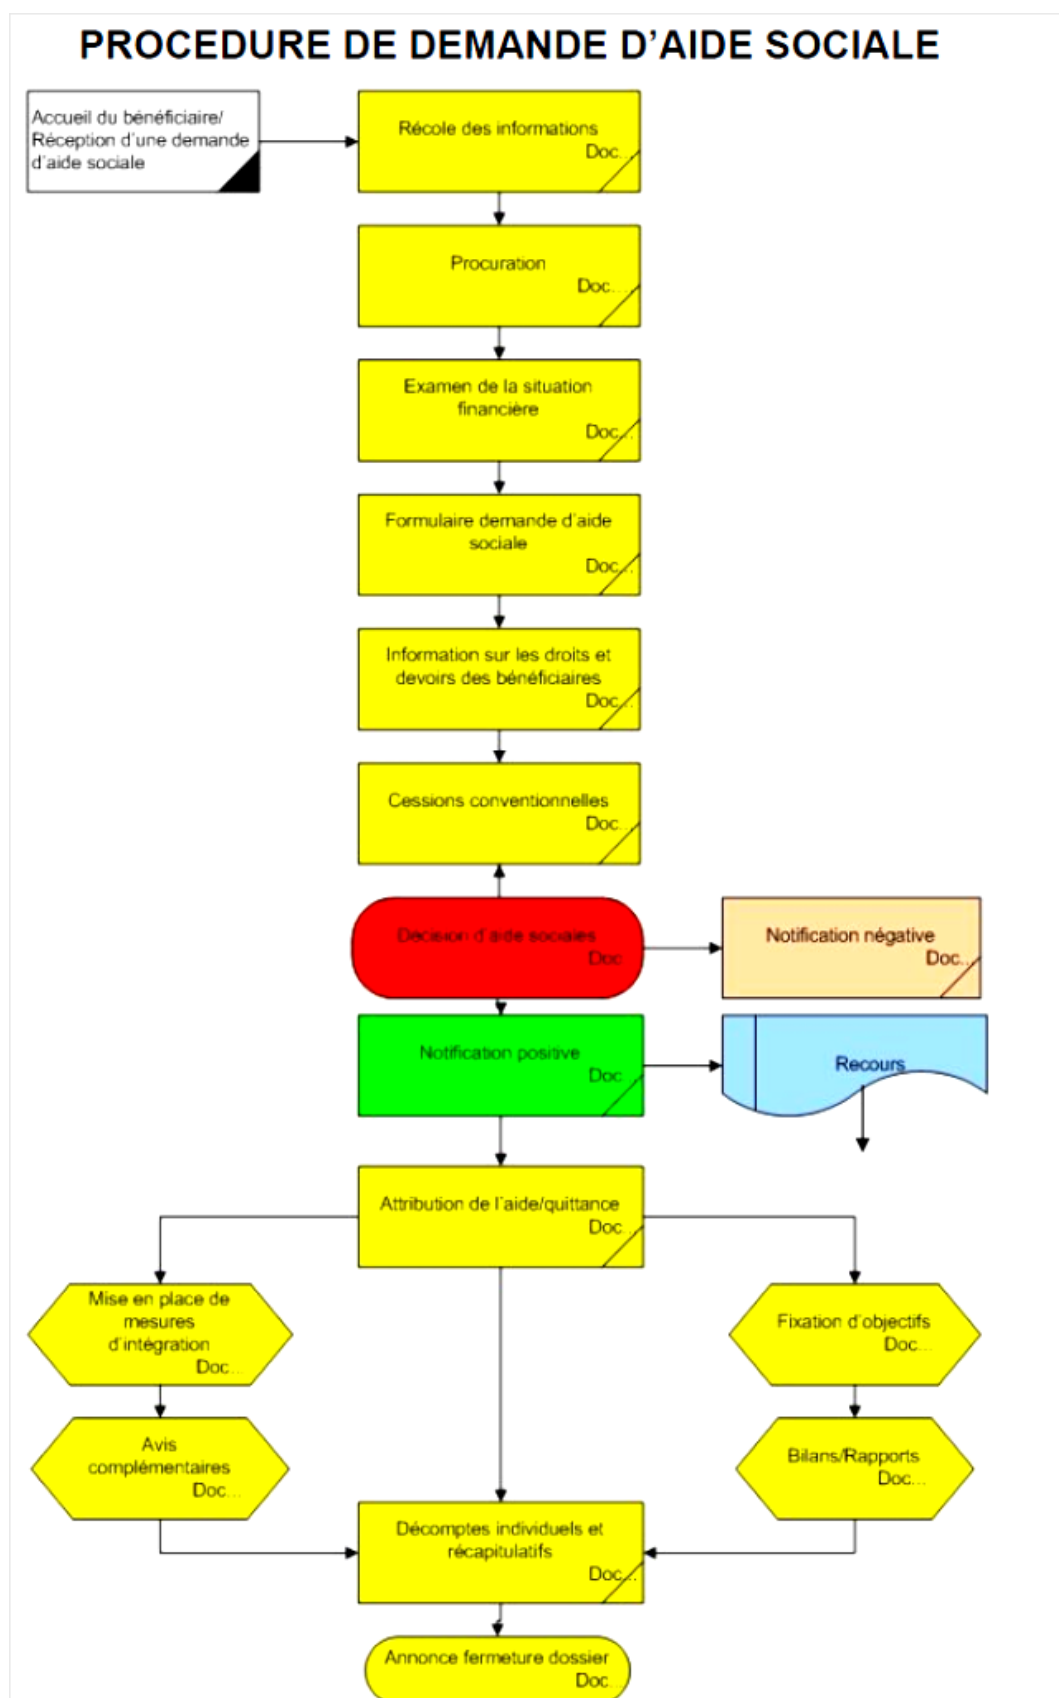 PROCEDURE DE DEMANDE D'AIDE SOCIALE
Accueil du bénéficiaire/
Réception d'une demande
d'aide sociale
Récole des informations
Doc...
Procuration
Doc....
Examen de la situation
financière
Doc...
Formulaire demande d'aide
sociale
Doc...
Information sur les droits et
devoirs des bénéficiaires
Doc...
Cessions conventionnelles
Doc...
Décision d'aide sociales
Doc
Notification négative
Doc...
Notification positive
Doc
Recours
Attribution de l'aide/quittance
Doc...
Mise en place de
mesures
d'intégration
Doc...
Fixation d'objectifs
Doc...
Avis
complémentaires
Doc...
Bilans/Rapports
Doc...
Décomptes individuels et
récapitulatifs
Doc...
Annonce fermeture dossier
Doc...